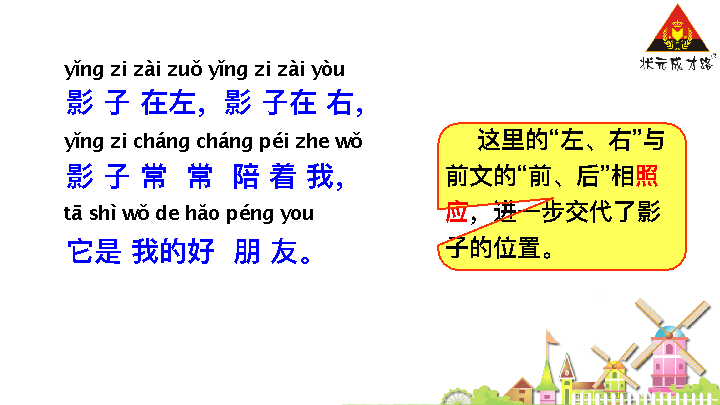 yǐng zi zài zuǒ yǐng zi zài yòu
影 子 在左，影 子在 右，
yǐng zi cháng cháng péi zhe wǒ
影 子 常 常 陪 着 我，
tā shì wǒ de hǎo péng you
它是 我的好 朋 友。
这里的“左、右”与
前文的“前、后”相照
应，进一步交代了影
子的位置。
状元成才路